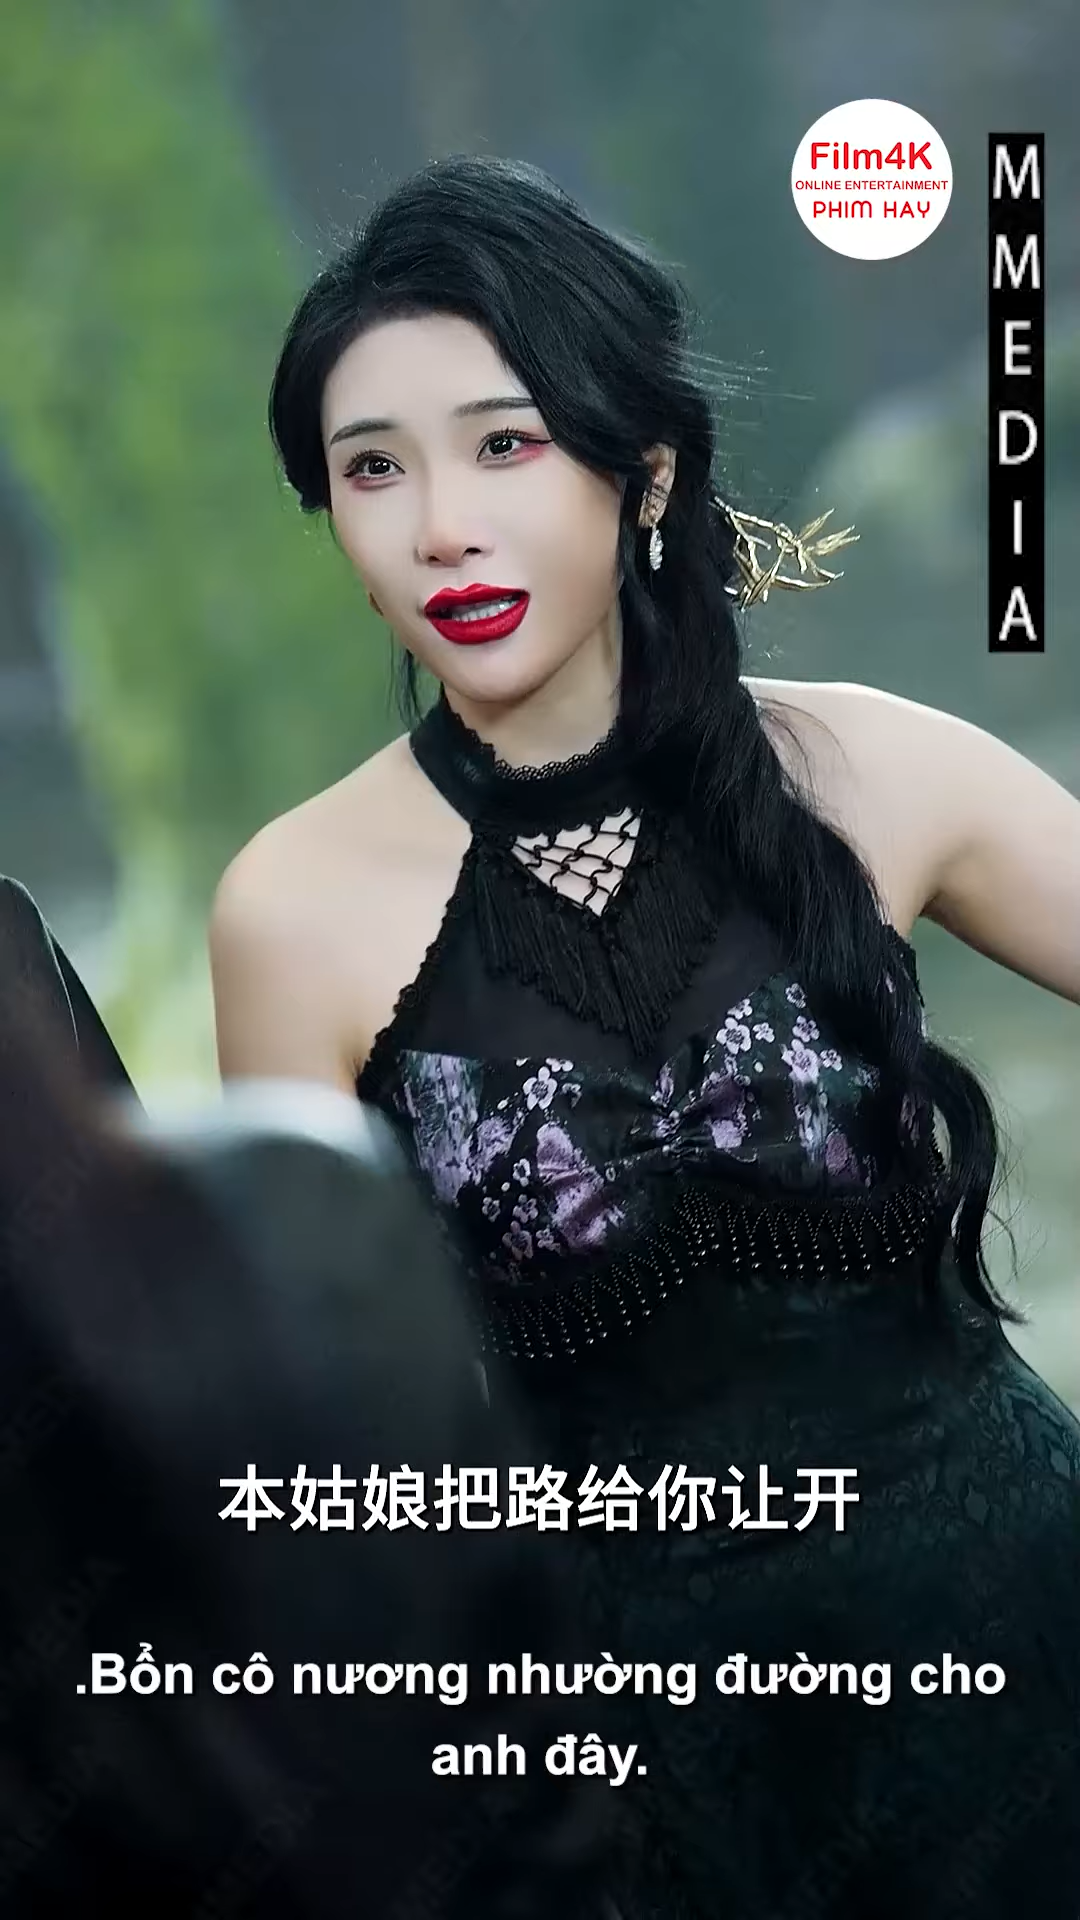 Film4K
ONLINE ENTERTAINMENT
PHIM HAY
MMEDIA
本姑娘把路给你让开
.Bổn cô nương nhường đường cho
anh đây.